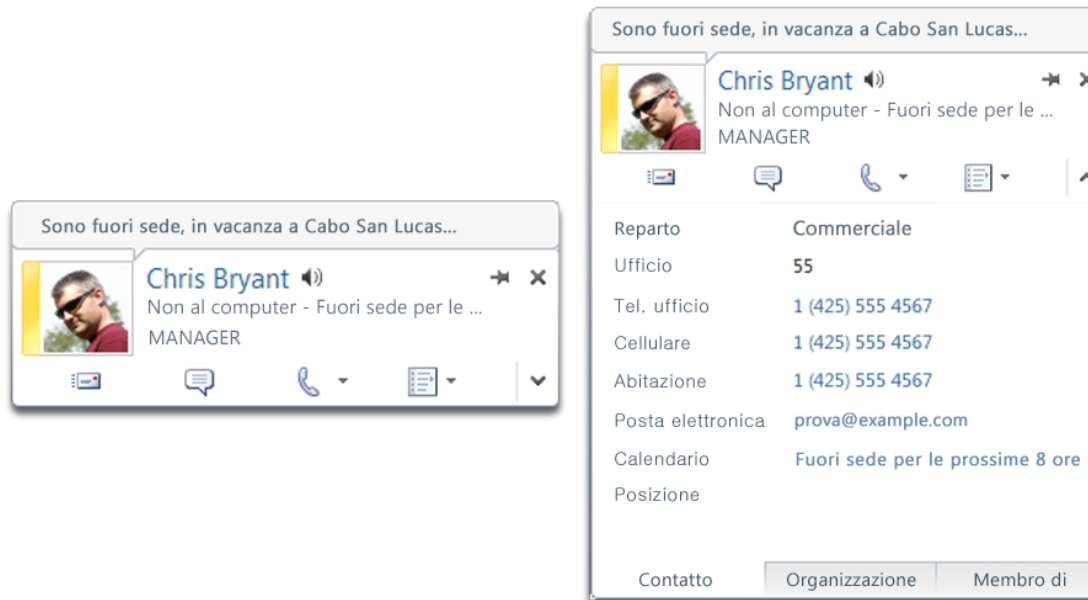 Sono fuori sede, in vacanza a Cabo San Lucas...
Chris Bryant
Non al computer - Fuori sede per le ...
MANAGER
Sono fuori sede, in vacanza a Cabo San Lucas...
Chris Bryant
Non al computer - Fuori sede per le ...
MANAGER
Reparto Commerciale
Ufficio 55
Tel. ufficio 1 (425) 555 4567
Cellulare 1 (425) 555 4567
Abitazione 1 (425) 555 4567
Posta elettronica prova@example.com
Calendario Fuori sede per le prossime 8 ore
Posizione
Contatto Organizzazione Membro di